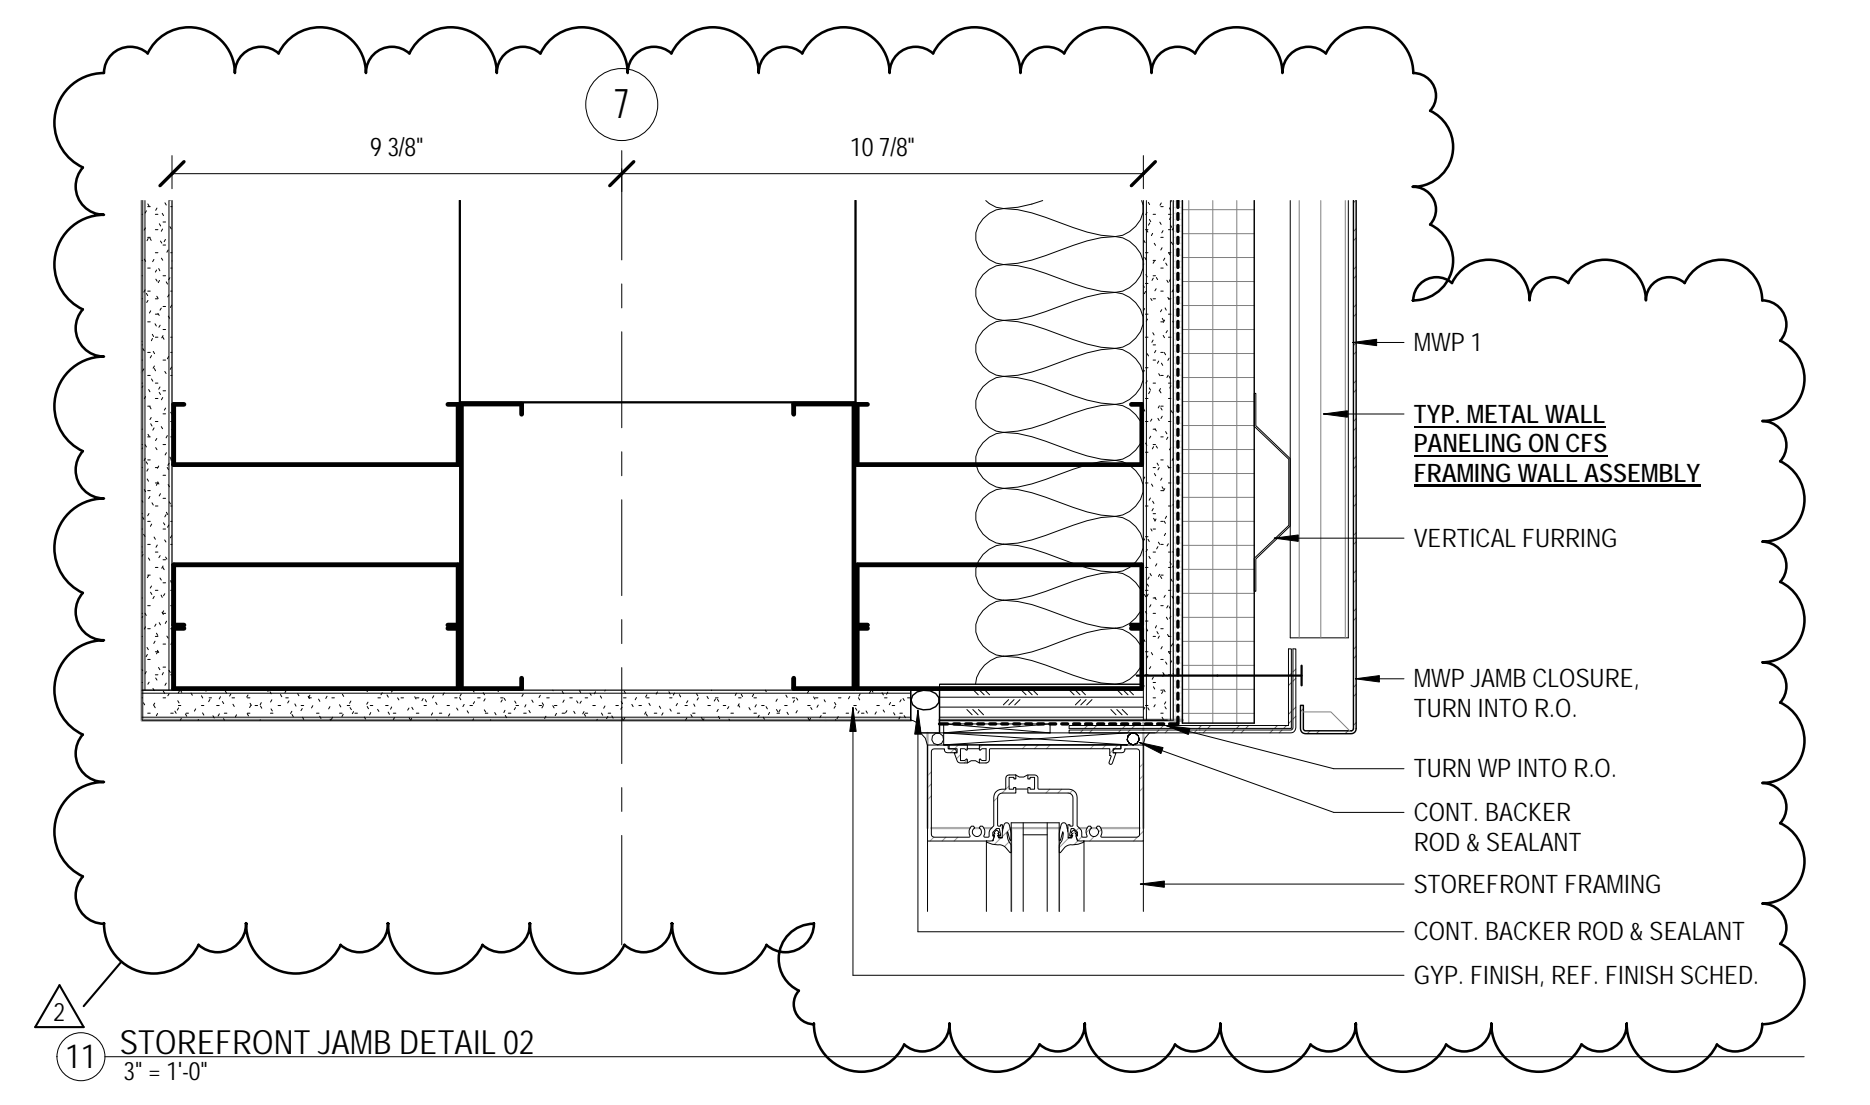 7
9 3/8"
10 7/8"
MWP 1
TYP. METAL WALL
PANELING ON CFS
FRAMING WALL ASSEMBLY
VERTICAL FURRING
MWP JAMB CLOSURE,
TURN INTO R.O.
TURN WP INTO R.O.
CONT. BACKER
ROD & SEALANT
STOREFRONT FRAMING
CONT. BACKER ROD & SEALANT
GYP. FINISH, REF. FINISH SCHED.
2
11
STOREFRONT JAMB DETAIL 02
3" = 1'-0"